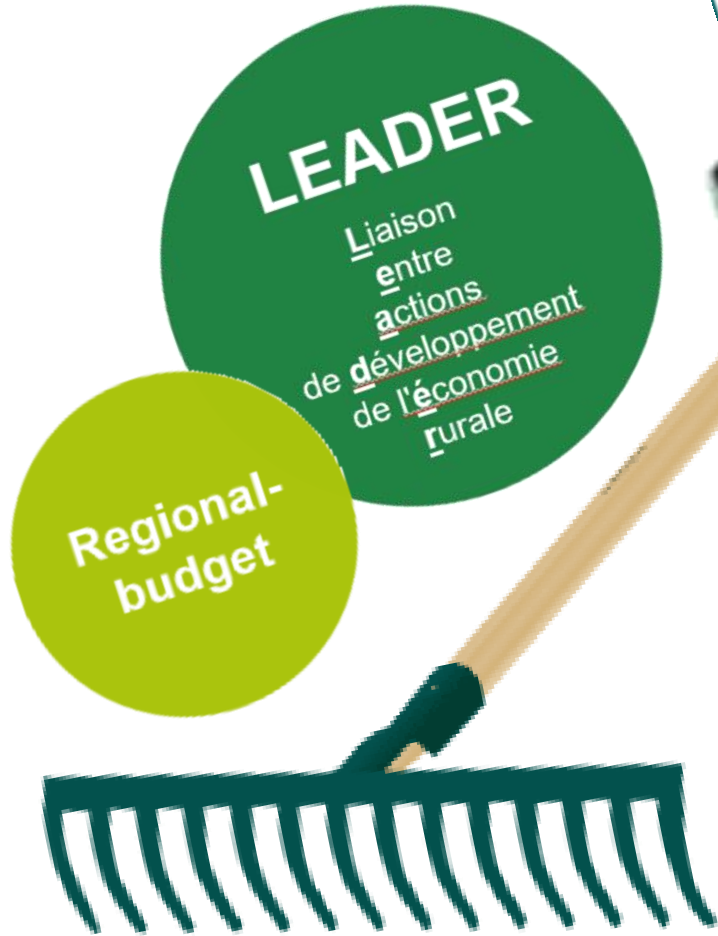 LEADER
Liaison
entre
actions
de développement
de l'économie
rurale
Regional-
budget